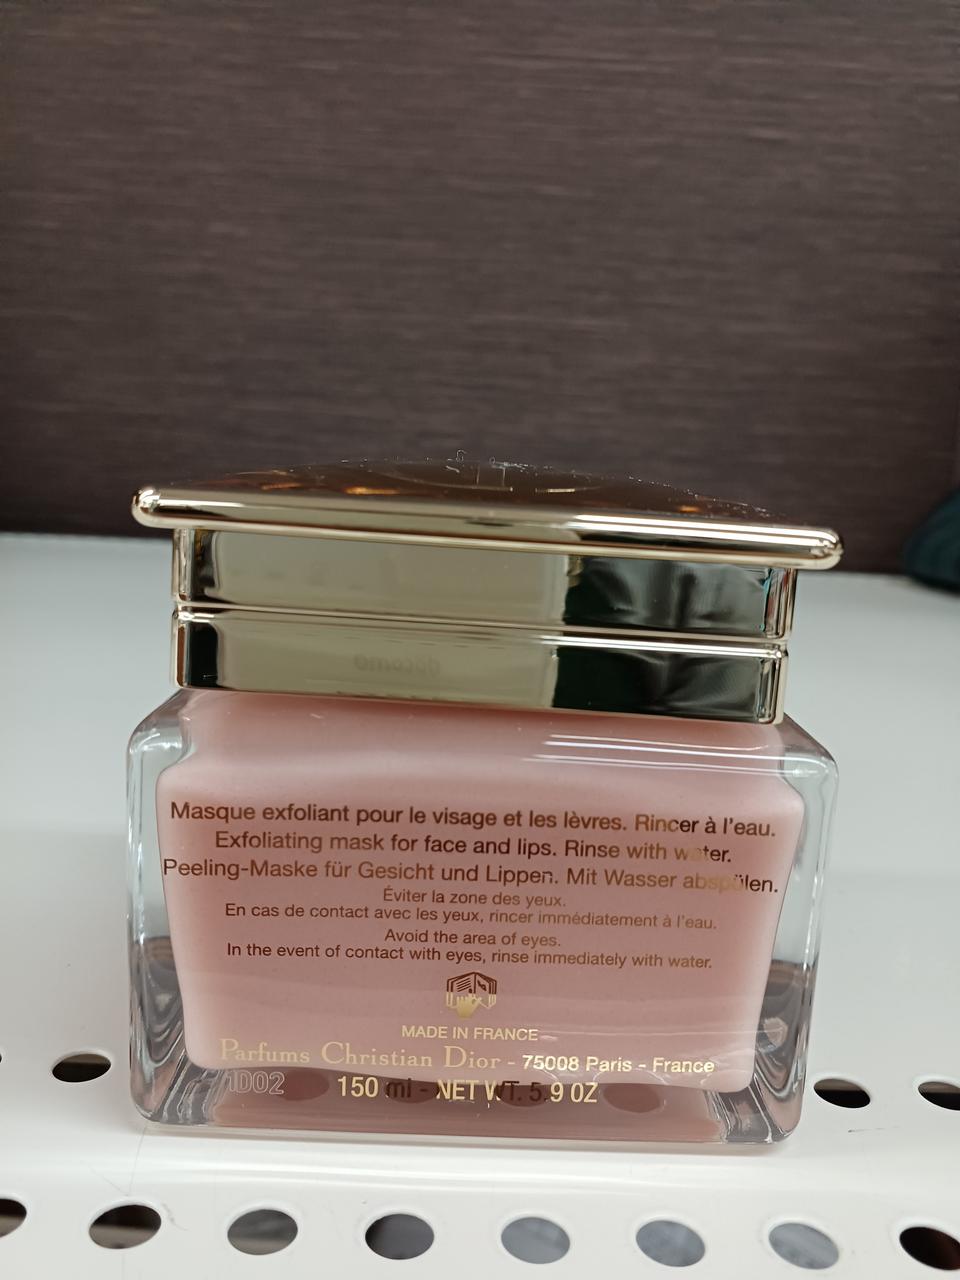 Masque exfoliant pour le visage et les lèvres. Rincer à l'eau.
Exfoliating mask for face and lips. Rinse with water.
Peeling-Maske für Gesicht und Lippen. Mit Wasser abspülen.
Éviter la zone des yeux.
En cas de contact avec les yeux, rincer immédiatement à l'eau.
Avoid the area of eyes.
In the event of contact with eyes, rinse immediately with water.
MADE IN FRANCE
Parfums Christian Dior - 75008 Paris - France
1D02
150 ml - NET WT. 5.9 OZ